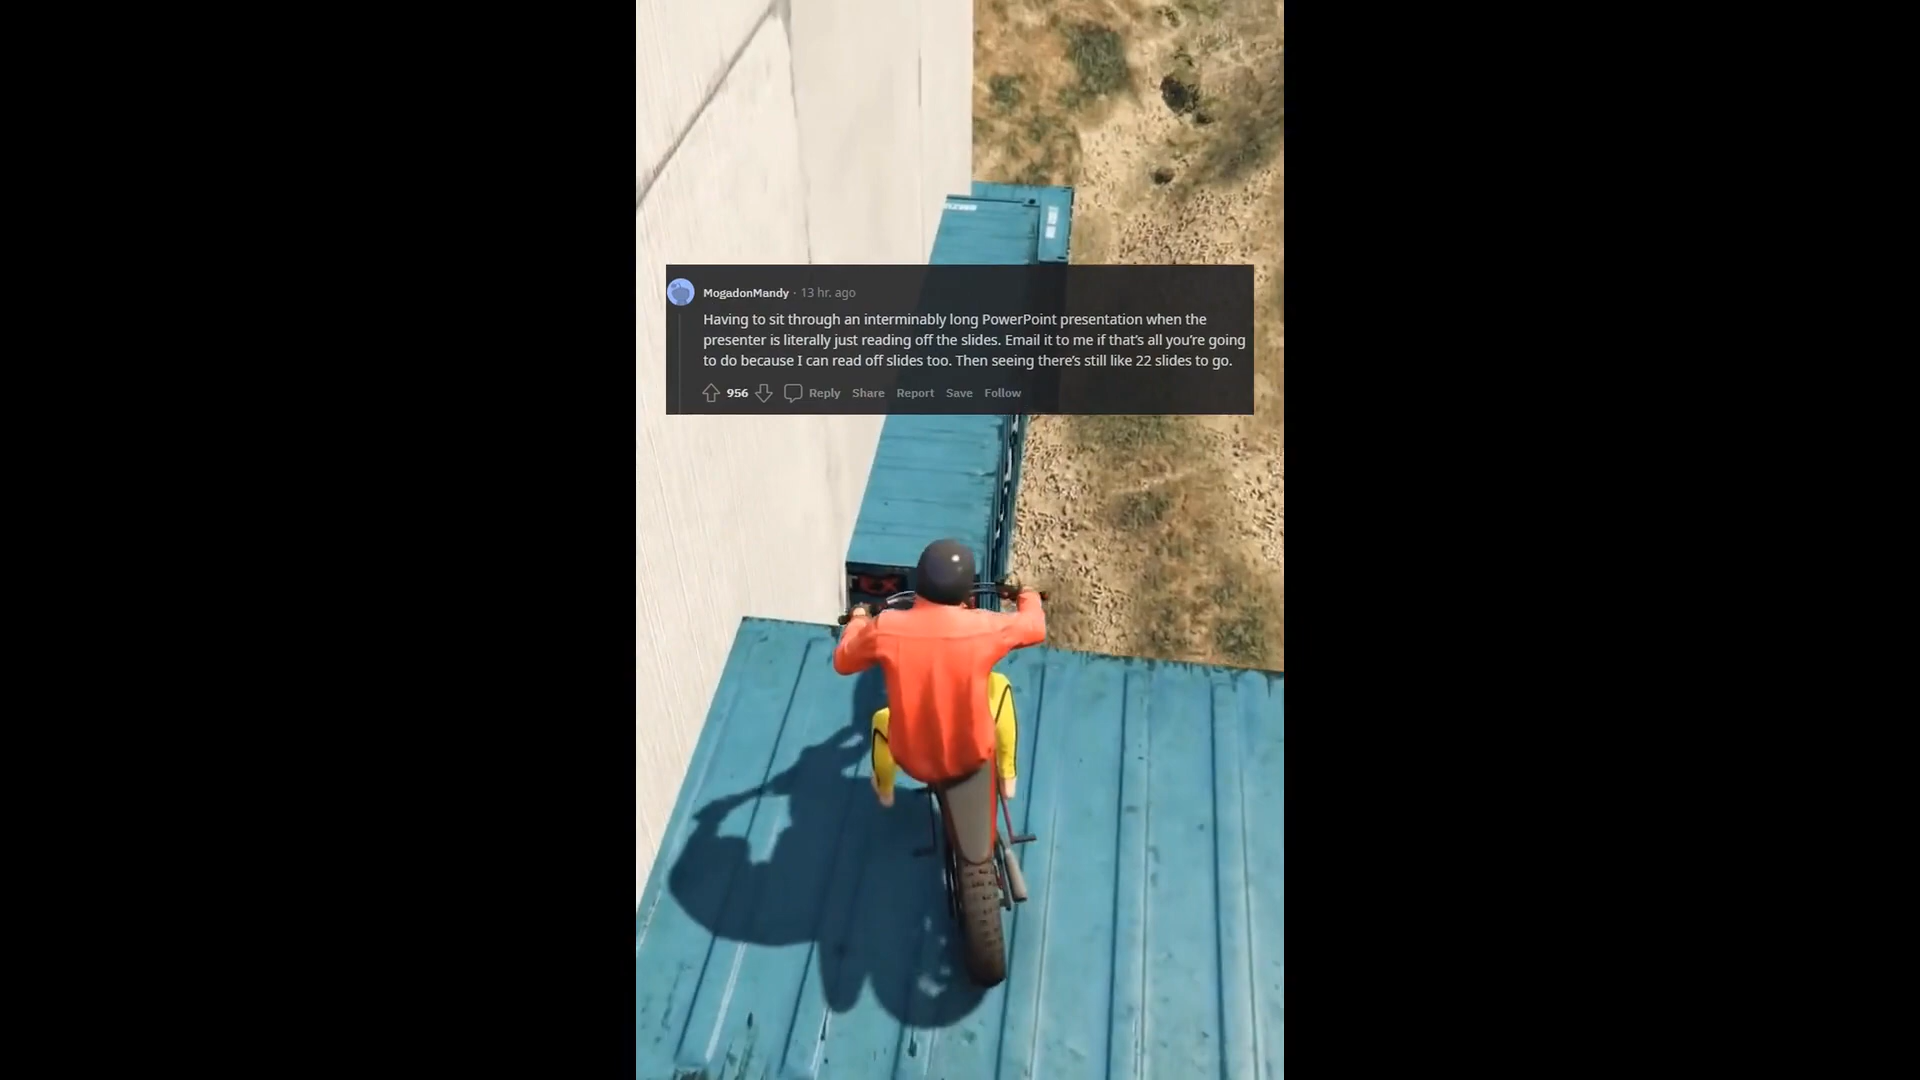 MogadonMandy · 13 hr. ago
Having to sit through an interminably long PowerPoint presentation when the
presenter is literally just reading off the slides. Email it to me if that’s all you’re going
to do because I can read off slides too. Then seeing there’s still like 22 slides to go.
956 Reply Share Report Save Follow